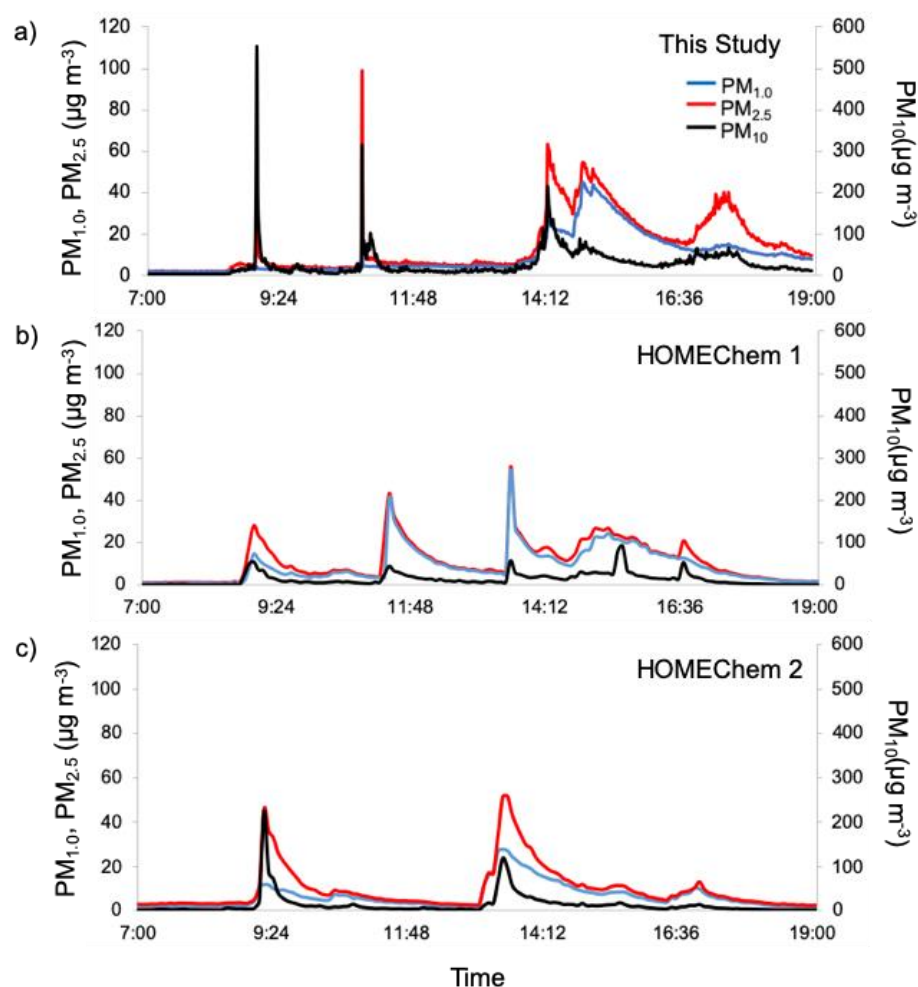 a)
This Study
PM1.0
PM2.5
PM10
PM1.0, PM2.5 (µg m-3)
PM10(µg m-3)
120
100
80
60
40
20
0
600
500
400
300
200
100
0
7:00 9:24 11:48 14:12 16:36 19:00
b)
HOMEChem 1
PM1.0, PM2.5 (µg m-3)
PM10(µg m-3)
120
100
80
60
40
20
0
600
500
400
300
200
100
0
7:00 9:24 11:48 14:12 16:36 19:00
c)
HOMEChem 2
PM1.0, PM2.5 (µg m-3)
PM10(µg m-3)
120
100
80
60
40
20
0
600
500
400
300
200
100
0
7:00 9:24 11:48 14:12 16:36 19:00
Time